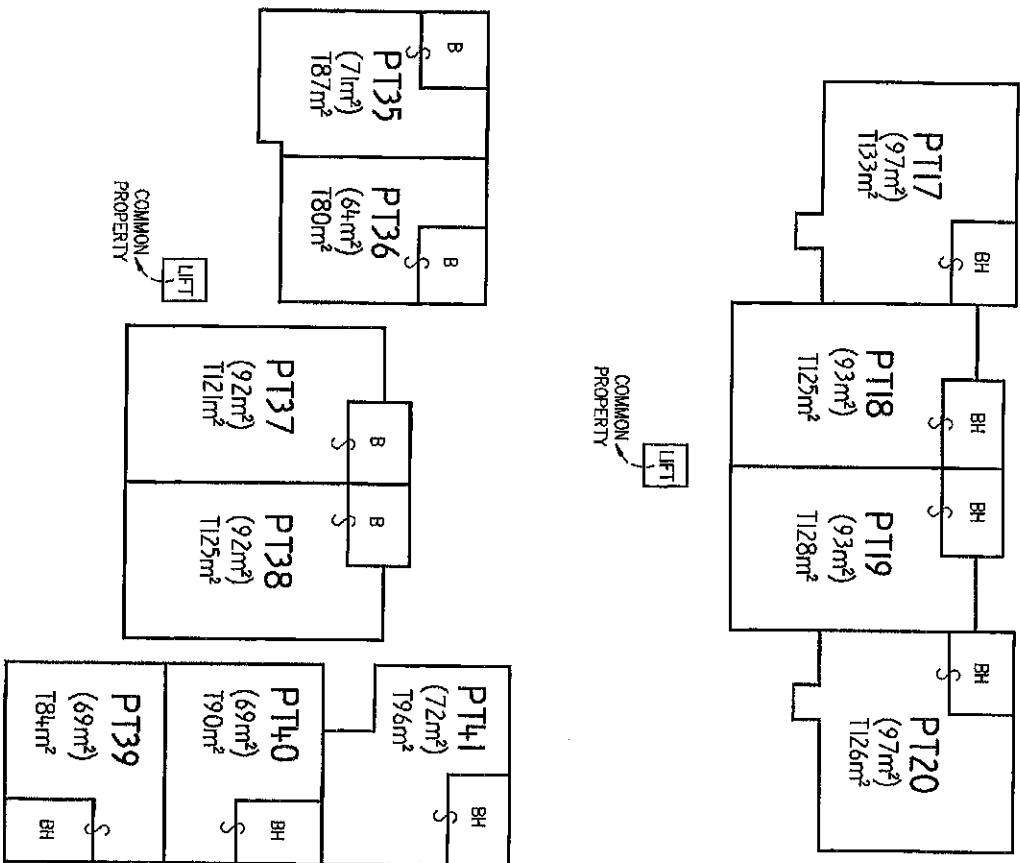 B
S
PT35
(71m²)
T87m²
PT36
(64m²)
T80m²
B
S
COMMON
PROPERTY
LIFT
PT37
(92m²)
T121m²
B
S
B
S
PT38
(92m²)
T125m²
PT39
(69m²)
T84m²
BH
S
PT40
(69m²)
T90m²
BH
S
PT41
(72m²)
T96m²
BH
S
PT17
(97m²)
T133m²
BH
S
PT18
(93m²)
T125m²
BH
S
COMMON
PROPERTY
LIFT
PT19
(93m²)
T128m²
BH
S
PT20
(97m²)
T126m²
BH
S